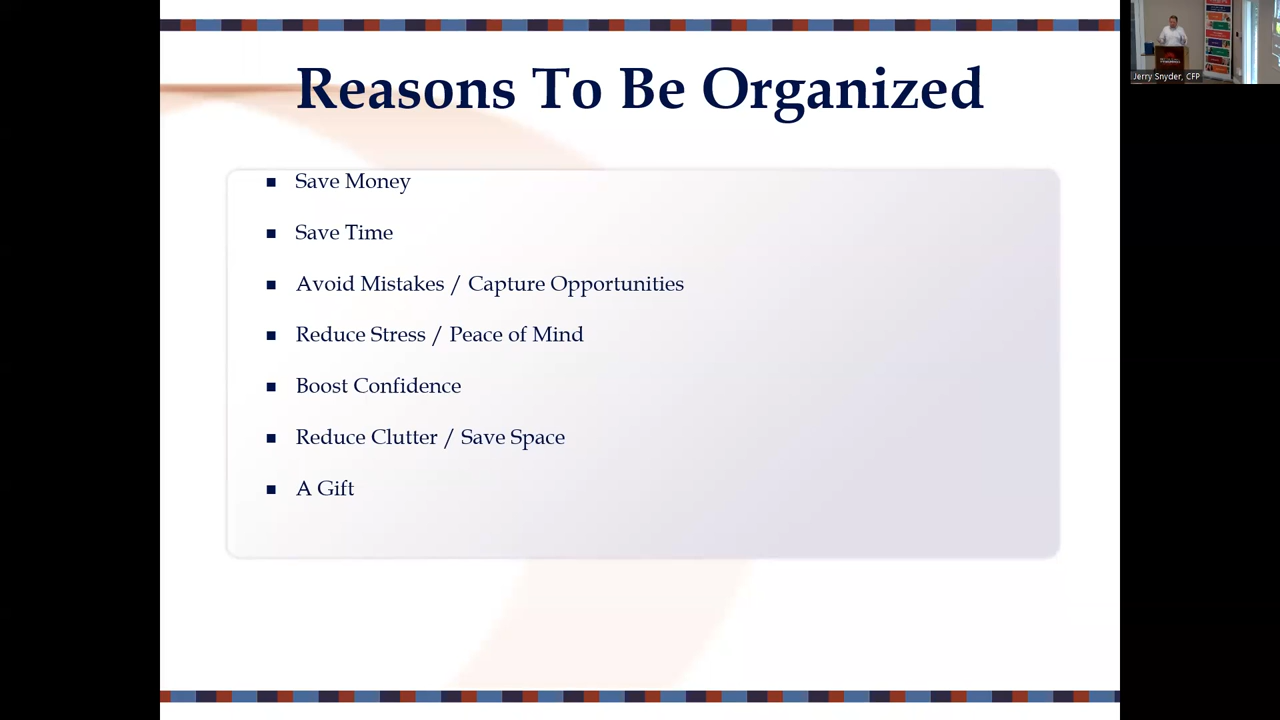 Reasons To Be Organized
Save Money
Save Time
Avoid Mistakes / Capture Opportunities
Reduce Stress / Peace of Mind
Boost Confidence
Reduce Clutter / Save Space
A Gift
Jerry Snyder, CFP